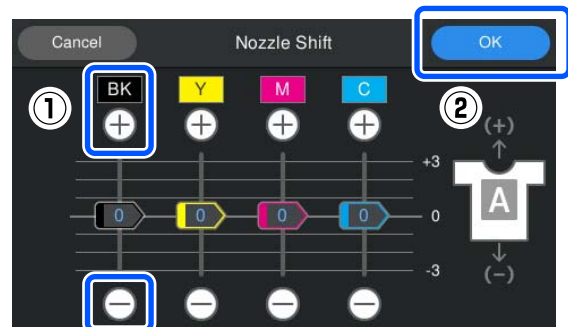 Cancel Nozzle Shift OK
① BK Y M C ②
+ + + + (+)
+3
0 0 0 0 0 A
-3
− − − − (−)